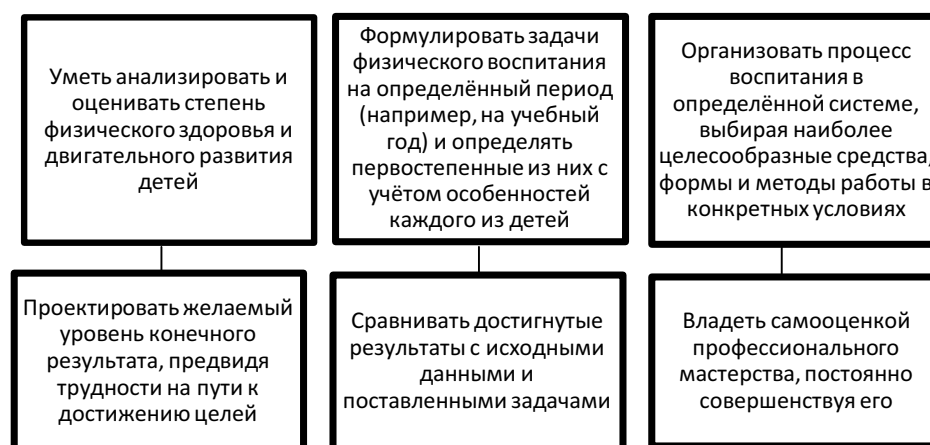 Уметь анализировать и
оценивать степень
физического здоровья и
двигательного развития
детей
Формулировать задачи
физического воспитания
на определённый период
(например, на учебный
год) и определять
первостепенные из них с
учётом особенностей
каждого из детей
Организовать процесс
воспитания в
определённой системе,
выбирая наиболее
целесообразные средства,
формы и методы работы в
конкретных условиях
Проектировать желаемый
уровень конечного
результата, предвидя
трудности на пути к
достижению целей
Сравнивать достигнутые
результаты с исходными
данными и
поставленными задачами
Владеть самооценкой
профессионального
мастерства, постоянно
совершенствуя его